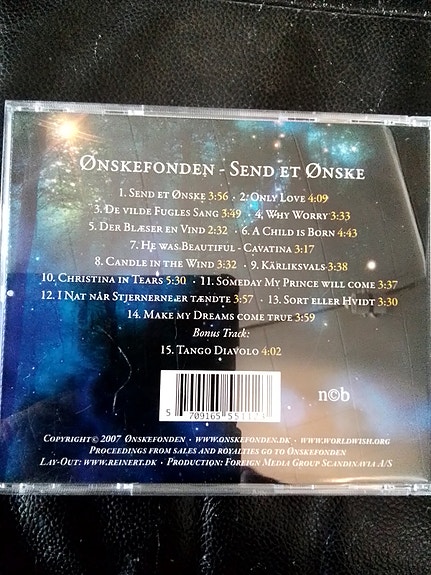 Ønskefonden - Send et Ønske
1. Send et Ønske 3:56 · 2. Only Love 4:09
3. De vilde Fugles Sang 3:49 · 4. Why Worry 3:33
5. Der Blæser en Vind 2:32 · 6. A Child is Born 4:43
7. He was Beautiful - Cavatina 3:17
8. Candle in the Wind 3:32 · 9. Kärliksvals 3:38
10. Christina in Tears 5:30 · 11. Someday My Prince will come 3:37
12. I Nat når Stjernerne er tændte 3:57 · 13. Sort eller Hvidt 3:30
14. Make my Dreams come true 3:59
Bonus Track:
15. Tango Diavolo 4:02
n©b
Copyright© 2007 Ønskefonden · www.onskefonden.dk · www.worldwish.org
Proceedings from sales and royalties go to Ønskefonden
Lay-Out: www.reinert.dk · Production: Foreign Media Group Scandinavia A/S